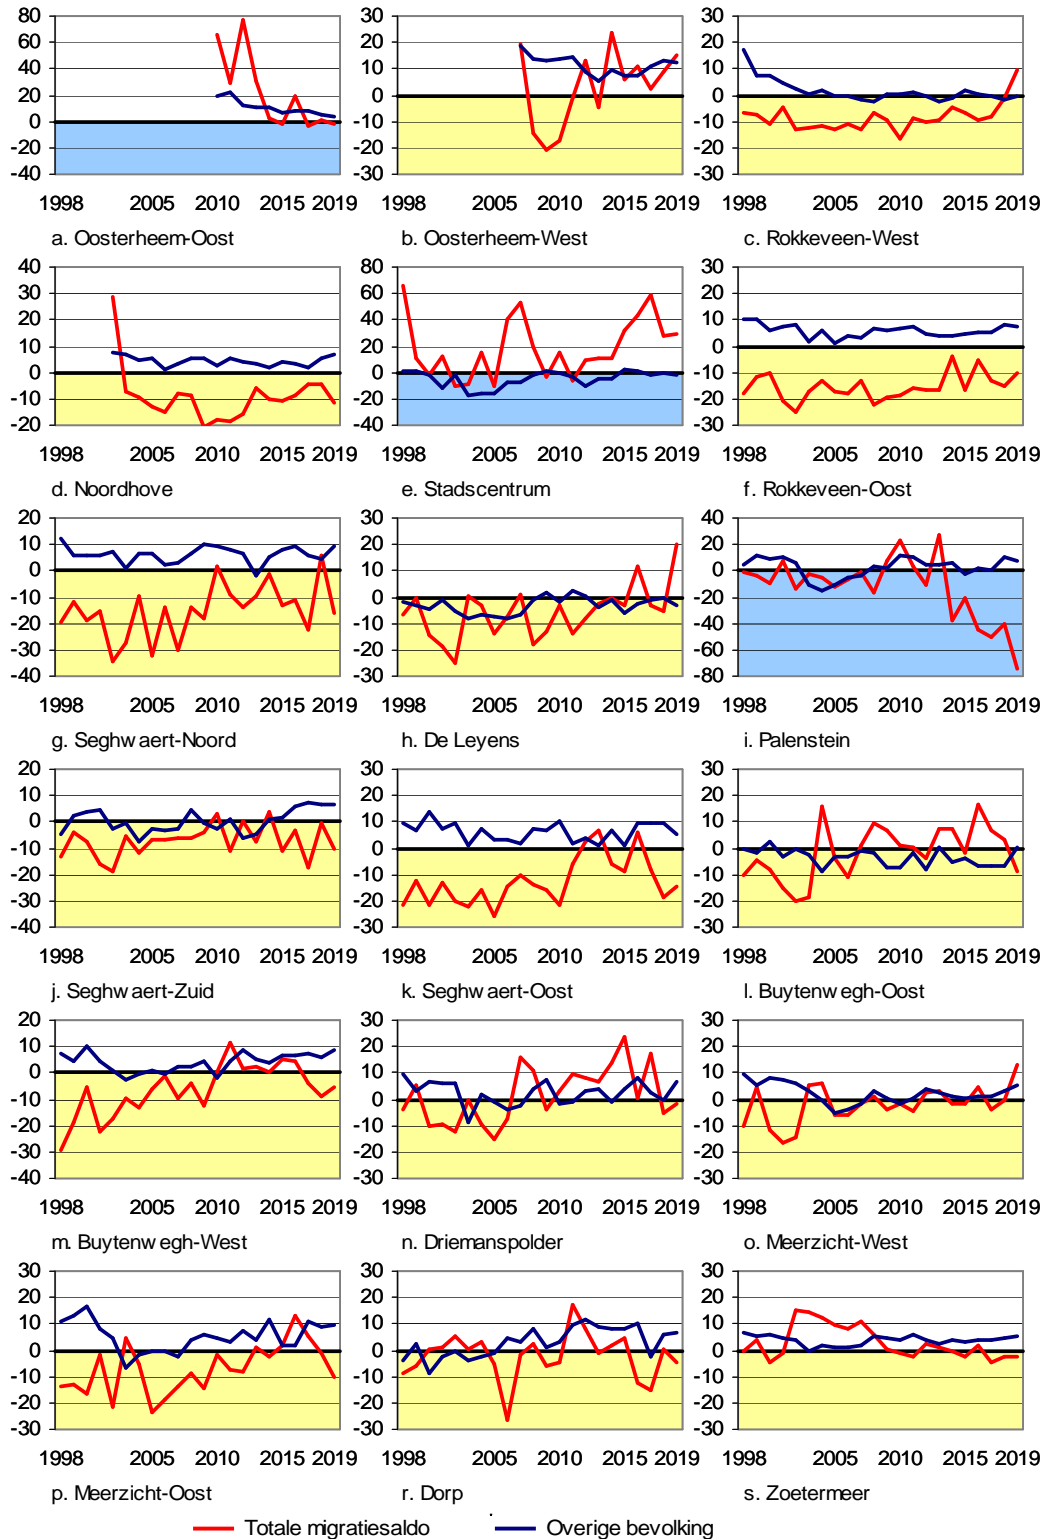 80 30 30
60 20 20
40 10 10
20 0 0
0 -10 -10
-20 -20 -20
-40 -30 -30
1998 2005 2010 2015 2019 1998 2005 2010 2015 2019 1998 2005 2010 2015 2019
a. Oosterheem-Oost b. Oosterheem-West c. Rokkeveen-West
40 80 30
30 60 20
20 40 10
10 20 0
0 0 -10
-10 -20 -20
-20 -40 -30
1998 2005 2010 2015 2019 1998 2005 2010 2015 2019 1998 2005 2010 2015 2019
d. Noordhove e. Stadscentrum f. Rokkeveen-Oost
20 30 40
10 20 20
0 10 0
-10 0 -20
-20 -10 -40
-30 -20 -60
-40 -30 -80
1998 2005 2010 2015 2019 1998 2005 2010 2015 2019 1998 2005 2010 2015 2019
g. Seghwaert-Noord h. De Leyens i. Palenstein
20 30 30
10 20 20
0 10 10
-10 0 0
-20 -10 -10
-30 -20 -20
-40 -30 -30
1998 2005 2010 2015 2019 1998 2005 2010 2015 2019 1998 2005 2010 2015 2019
j. Seghwaert-Zuid k. Seghwaert-Oost l. Buytenwegh-Oost
20 30 30
10 20 20
0 10 10
-10 0 0
-20 -10 -10
-30 -20 -20
-40 -30 -30
1998 2005 2010 2015 2019 1998 2005 2010 2015 2019 1998 2005 2010 2015 2019
m. Buytenwegh-West n. Driemanspolder o. Meerzicht-West
30 30 30
20 20 20
10 10 10
0 0 0
-10 -10 -10
-20 -20 -20
-30 -30 -30
1998 2005 2010 2015 2019 1998 2005 2010 2015 2019 1998 2005 2010 2015 2019
p. Meerzicht-Oost r. Dorp s. Zoetermeer
Totale migratiesaldo Overige bevolking